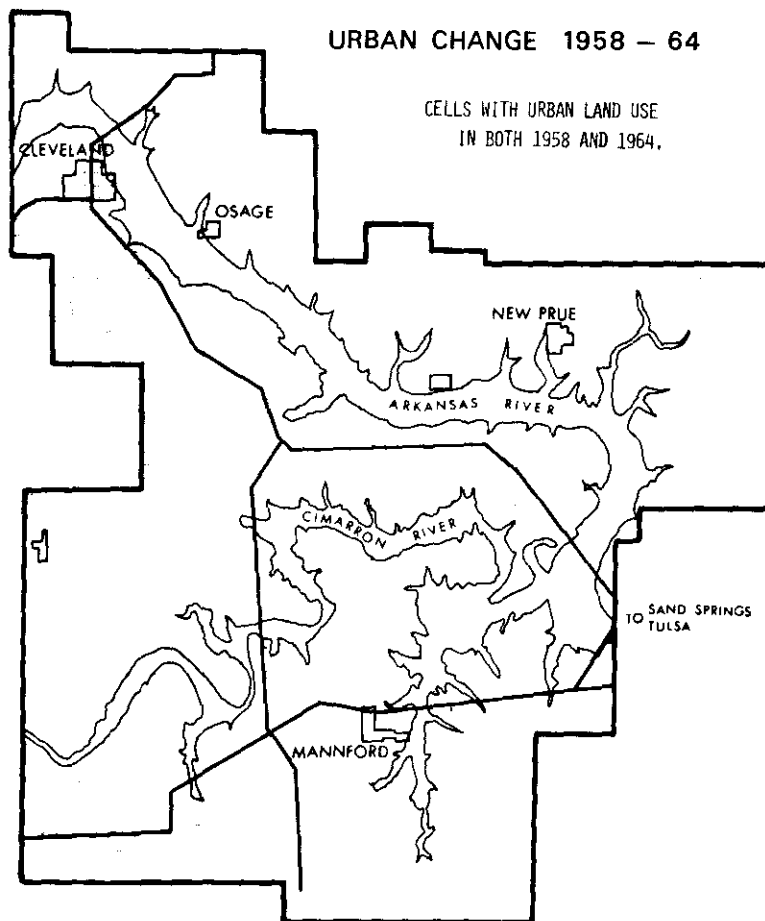 URBAN CHANGE 1958 – 64
CELLS WITH URBAN LAND USE
IN BOTH 1958 AND 1964.
CLEVELAND
OSAGE
NEW PRUE
ARKANSAS RIVER
CIMARRON RIVER
TO SAND SPRINGS
TULSA
MANNFORD